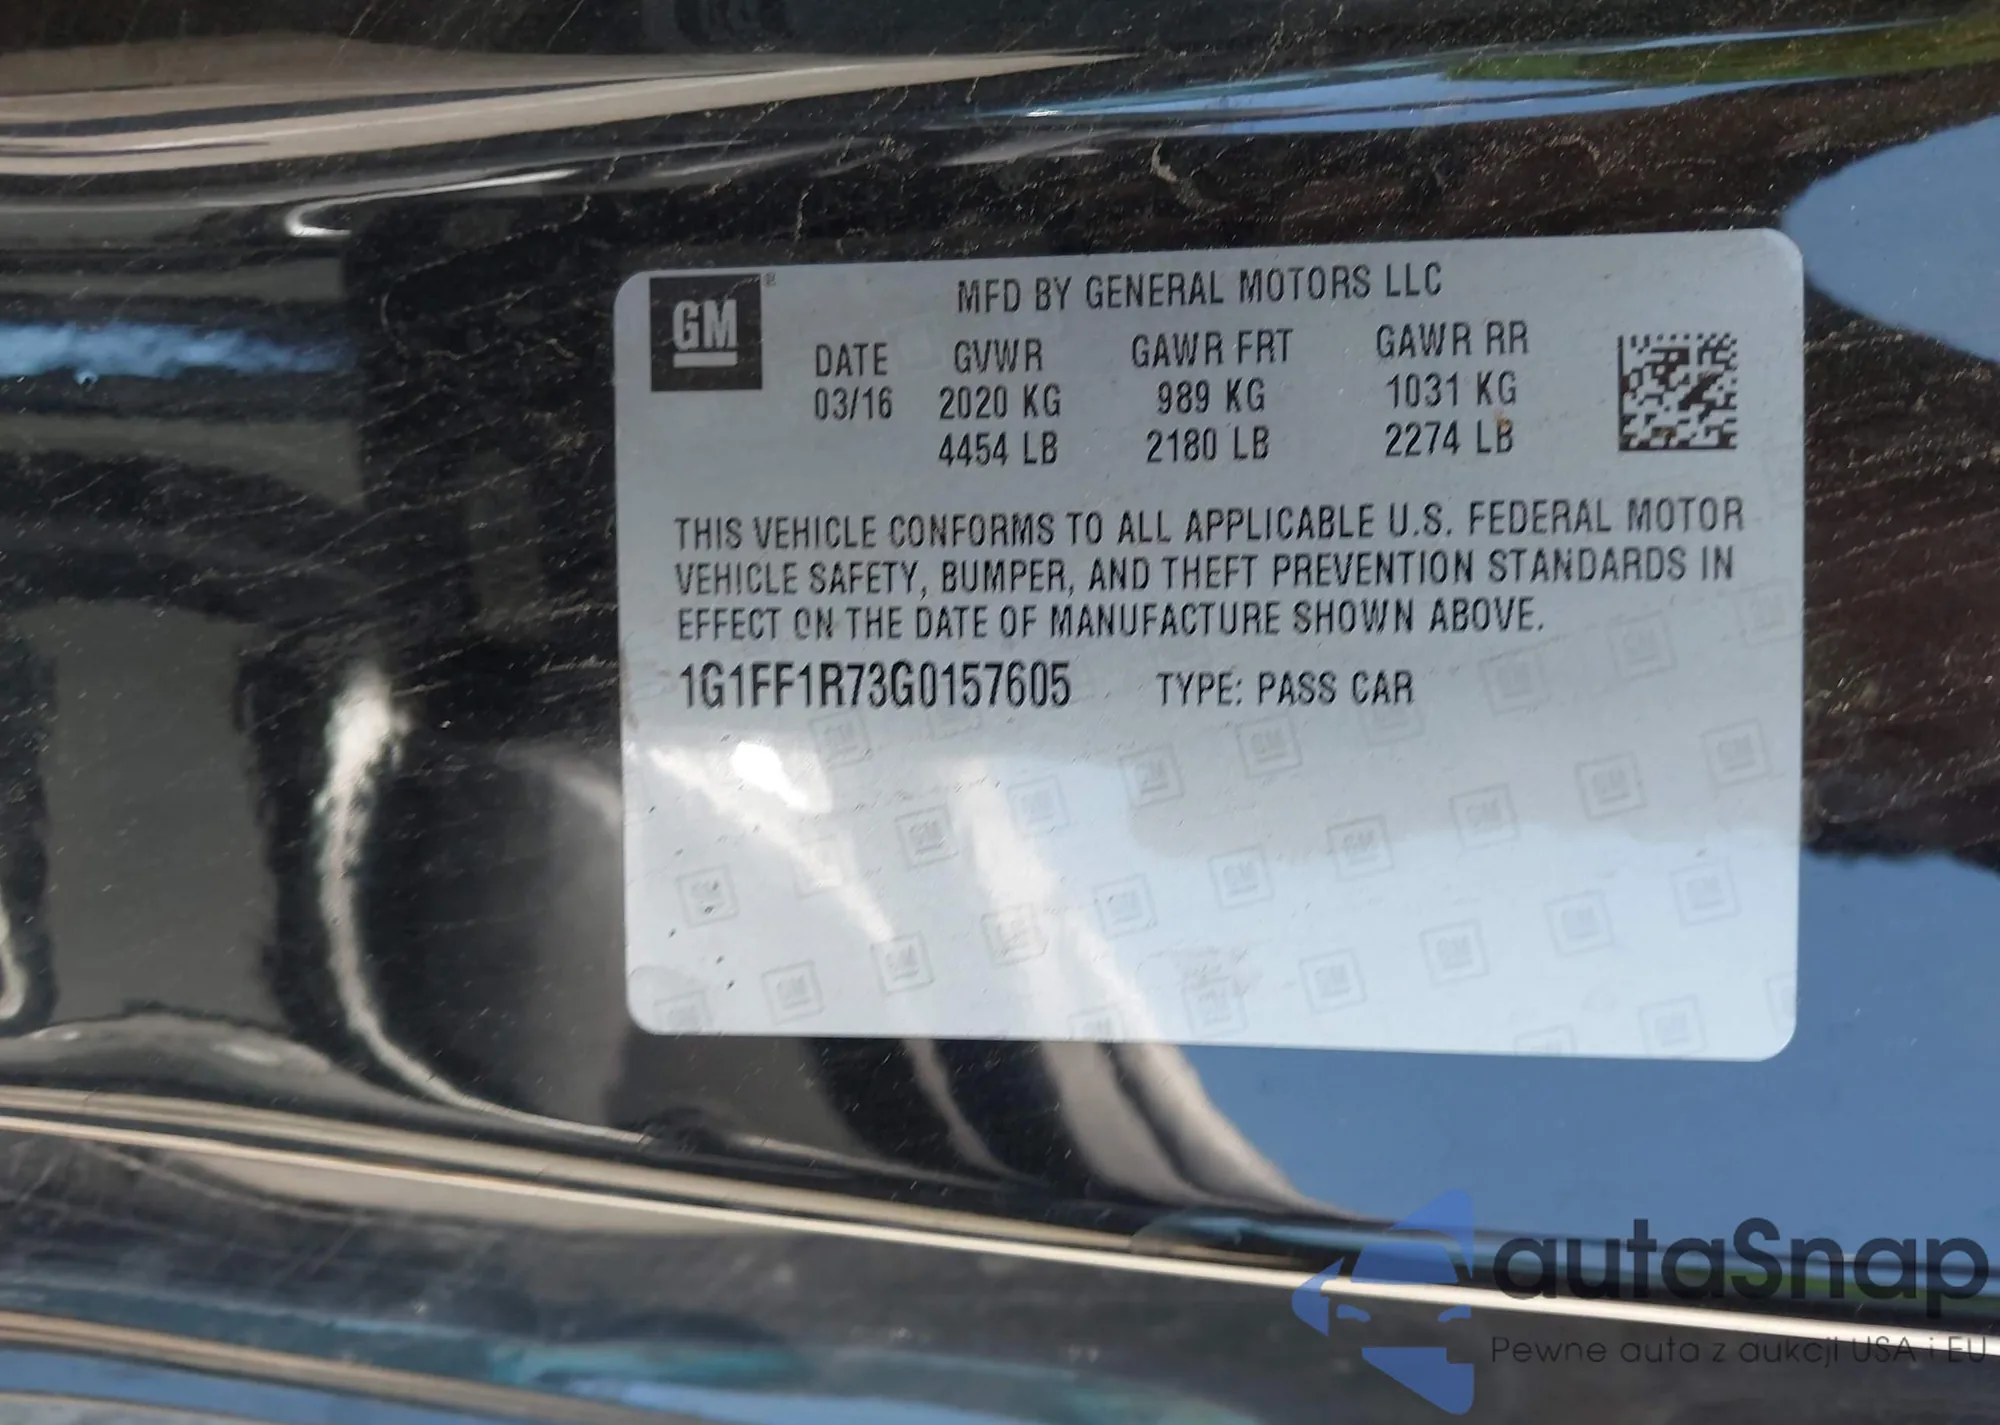 GM
MFD BY GENERAL MOTORS LLC
DATE GVWR GAWR FRT GAWR RR
03/16 2020 KG 989 KG 1031 KG
4454 LB 2180 LB 2274 LB
THIS VEHICLE CONFORMS TO ALL APPLICABLE U.S. FEDERAL MOTOR
VEHICLE SAFETY, BUMPER, AND THEFT PREVENTION STANDARDS IN
EFFECT ON THE DATE OF MANUFACTURE SHOWN ABOVE.
1G1FF1R73G0157605 TYPE: PASS CAR
autaSnap
Pewne auta z aukcji USA i EU